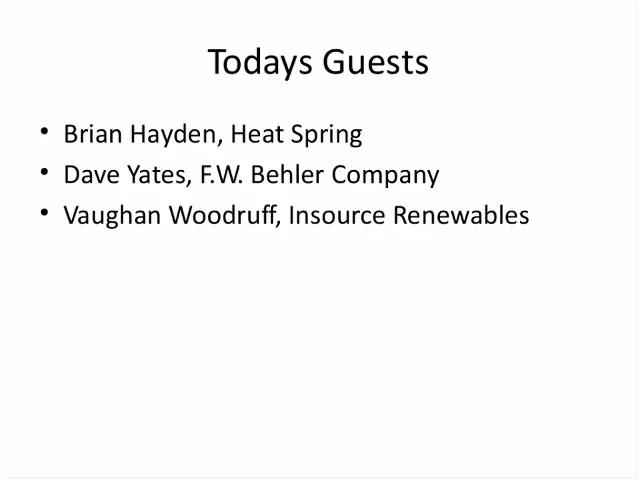 Todays Guests
• Brian Hayden, Heat Spring
• Dave Yates, F.W. Behler Company
• Vaughan Woodruff, Insource Renewables